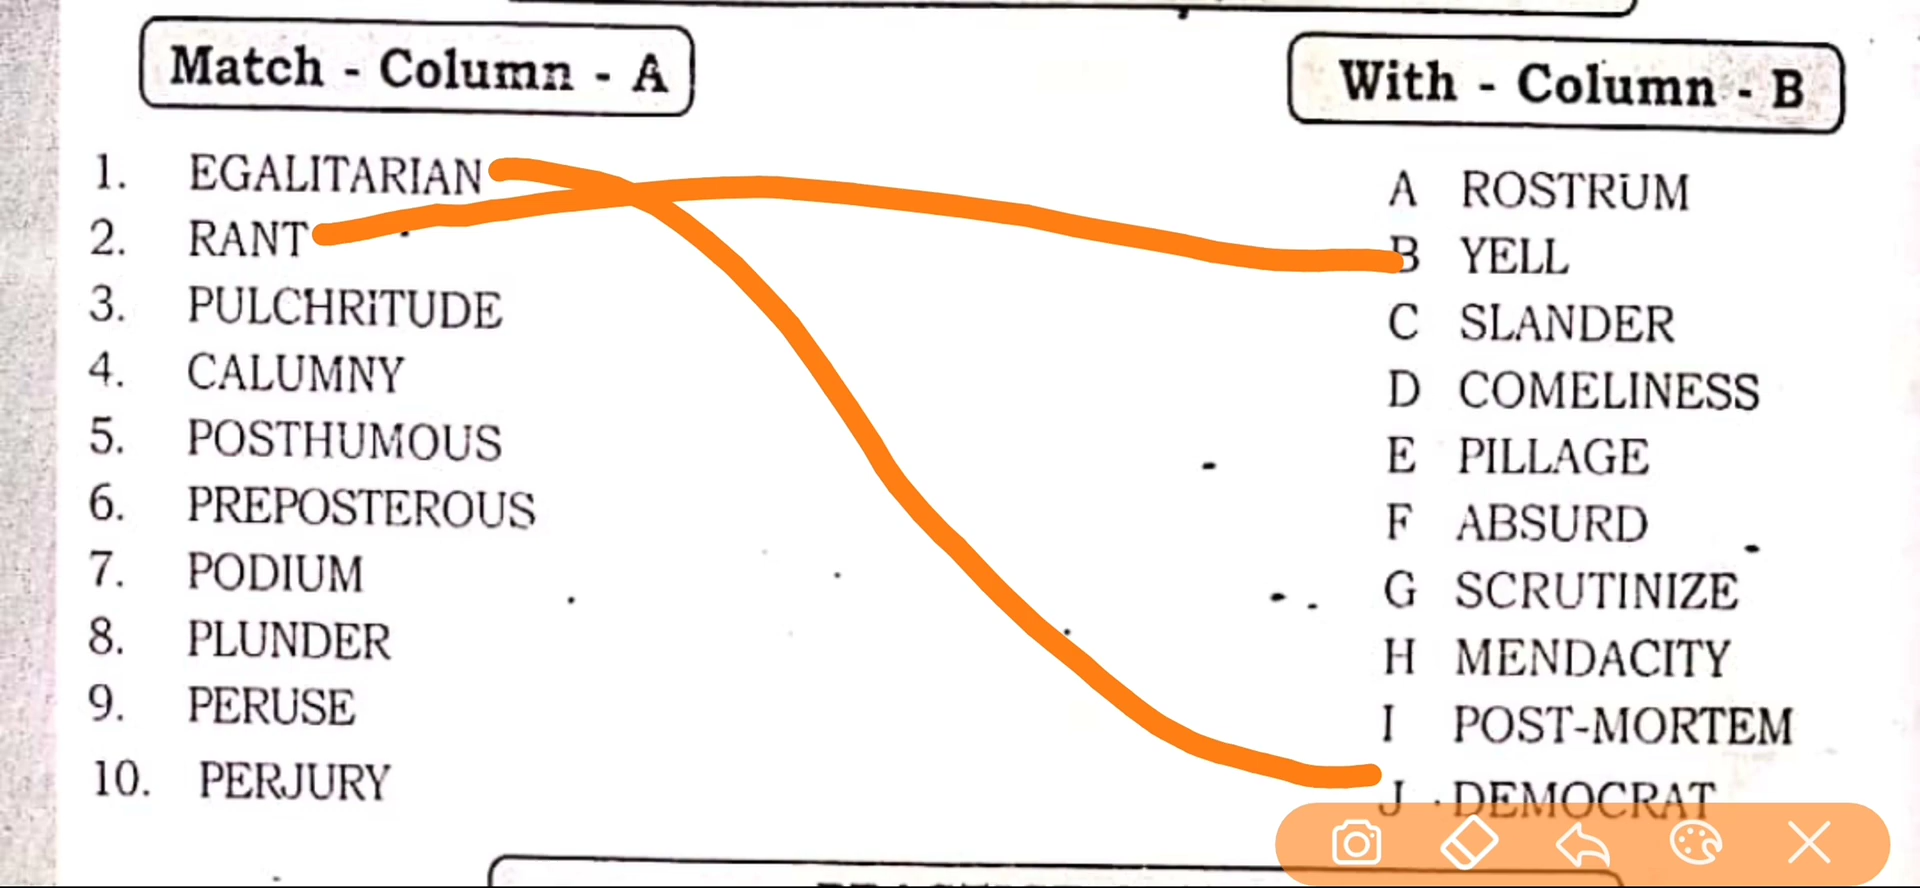 Match - Column - A
With - Column - B
1. EGALITARIAN
2. RANT
3. PULCHRITUDE
4. CALUMNY
5. POSTHUMOUS
6. PREPOSTEROUS
7. PODIUM
8. PLUNDER
9. PERUSE
10. PERJURY
A ROSTRUM
B YELL
C SLANDER
D COMELINESS
E PILLAGE
F ABSURD
G SCRUTINIZE
H MENDACITY
I POST-MORTEM
J DEMOCRAT